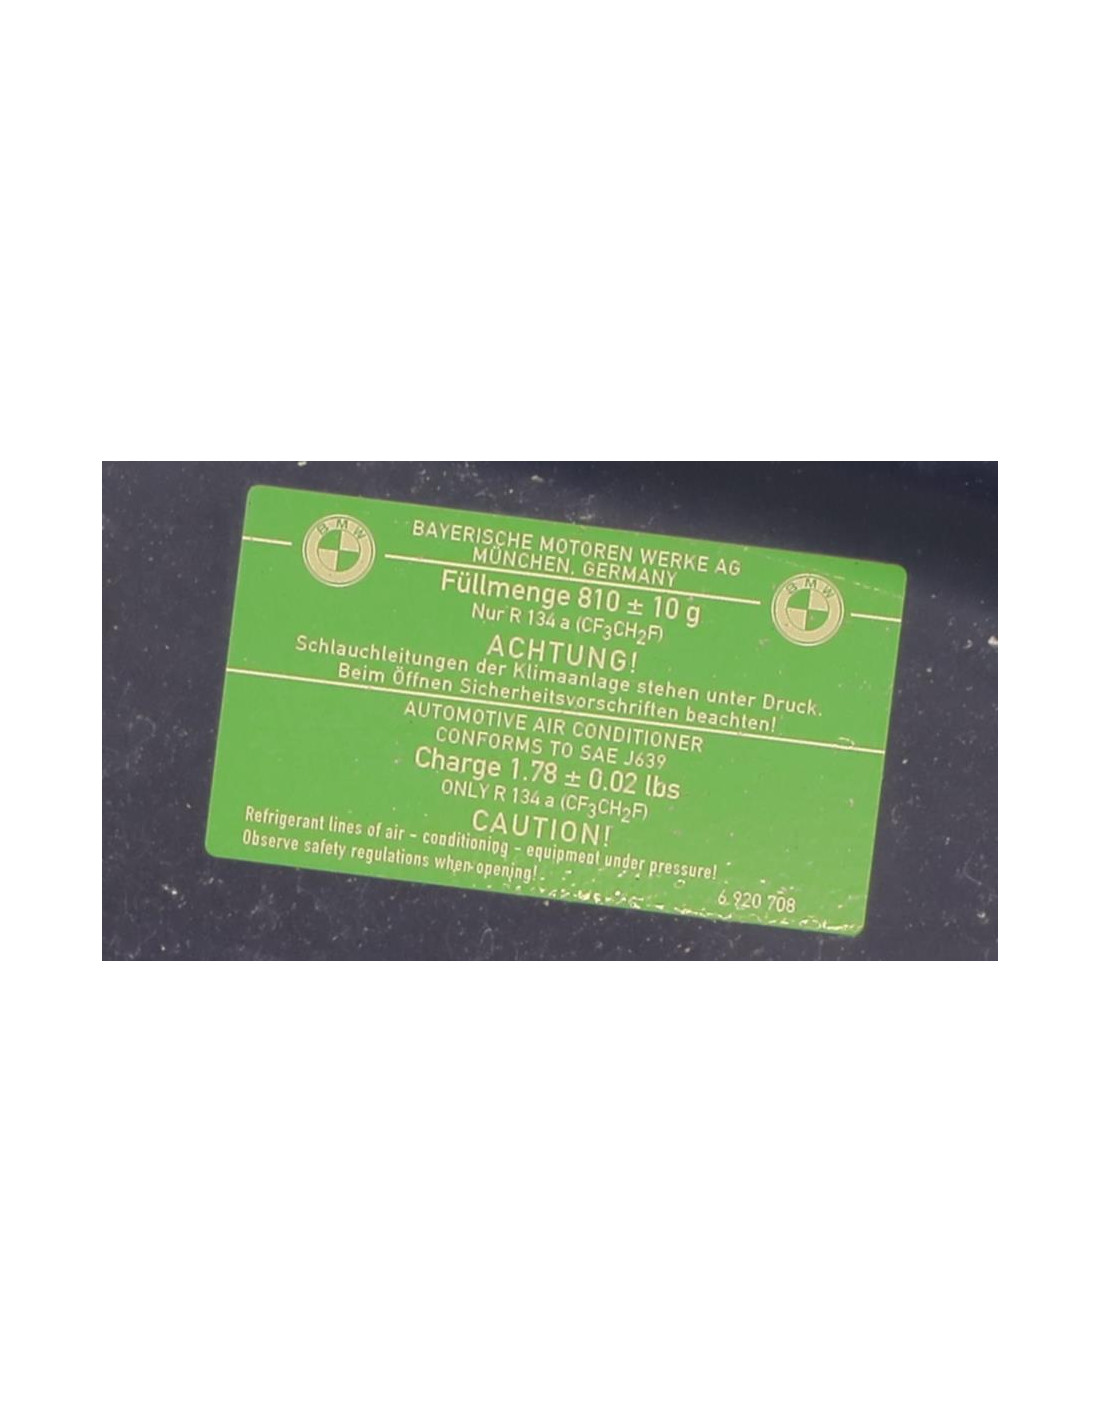 BMW
BAYERISCHE MOTOREN WERKE AG
MÜNCHEN, GERMANY
BMW
Füllmenge 810 ± 10 g
Nur R 134 a (CF₃CH₂F)
ACHTUNG!
Schlauchleitungen der Klimaanlage stehen unter Druck.
Beim Öffnen Sicherheitsvorschriften beachten!
AUTOMOTIVE AIR CONDITIONER
CONFORMS TO SAE J639
Charge 1.78 ± 0.02 lbs
ONLY R 134 a (CF₃CH₂F)
CAUTION!
Refrigerant lines of air - conditioning - equipment under pressure!
Observe safety regulations when opening!
6 920 708